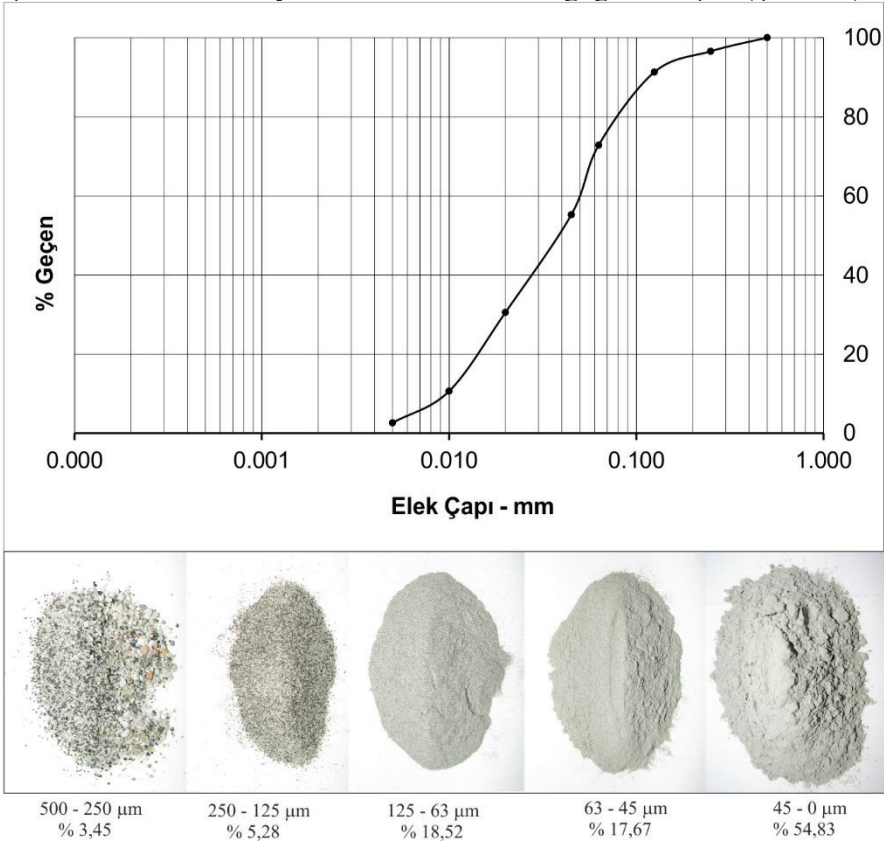 100
80
60
40
20
0
% Geçen
0.000 0.001 0.010 0.100 1.000
Elek Çapı - mm
500 - 250 µm 250 - 125 µm 125 - 63 µm 63 - 45 µm 45 - 0 µm
% 3,45 % 5,28 % 18,52 % 17,67 % 54,83